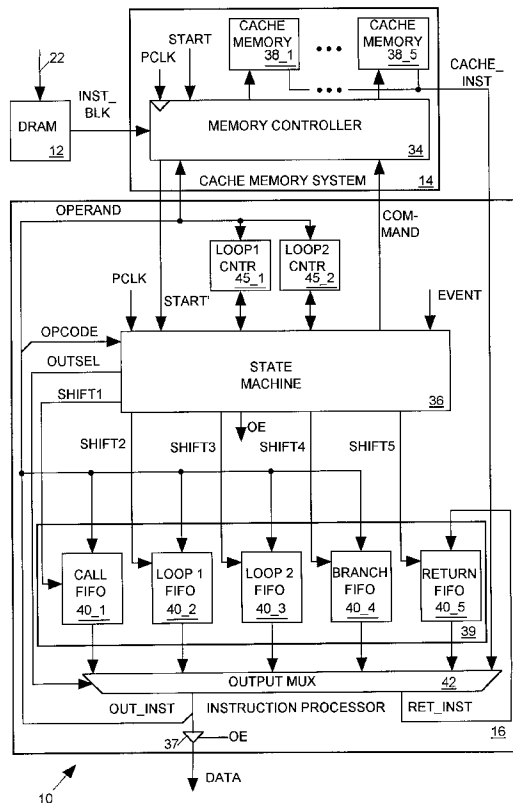 22
START
PCLK
CACHE
MEMORY
38_1
CACHE
MEMORY
38_5
CACHE_
INST
INST_
BLK
DRAM
12
MEMORY CONTROLLER
34
CACHE MEMORY SYSTEM
14
OPERAND
COM-
MAND
LOOP1
CNTR
45_1
LOOP2
CNTR
45_2
PCLK
START'
EVENT
OPCODE
OUTSEL
SHIFT1
STATE
MACHINE
36
SHIFT2
SHIFT3
OE
SHIFT4
SHIFT5
CALL
FIFO
40_1
LOOP 1
FIFO
40_2
LOOP 2
FIFO
40_3
BRANCH
FIFO
40_4
RETURN
FIFO
40_5
39
OUTPUT MUX
42
OUT_INST
INSTRUCTION PROCESSOR
RET_INST
16
37
OE
10
DATA